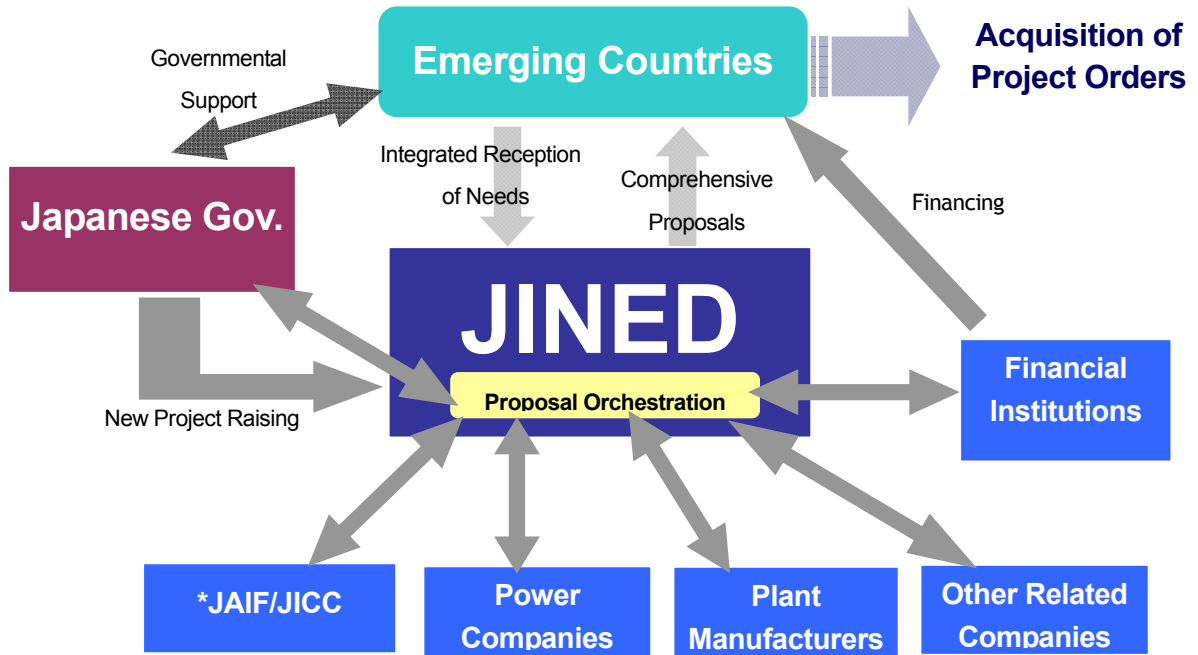 Emerging Countries
Acquisition of
Project Orders
Governmental
Support
Integrated Reception
of Needs
Comprehensive
Proposals
Financing
Japanese Gov.
JINED
Proposal Orchestration
New Project Raising
Financial
Institutions
*JAIF/JICC
Power
Companies
Plant
Manufacturers
Other Related
Companies